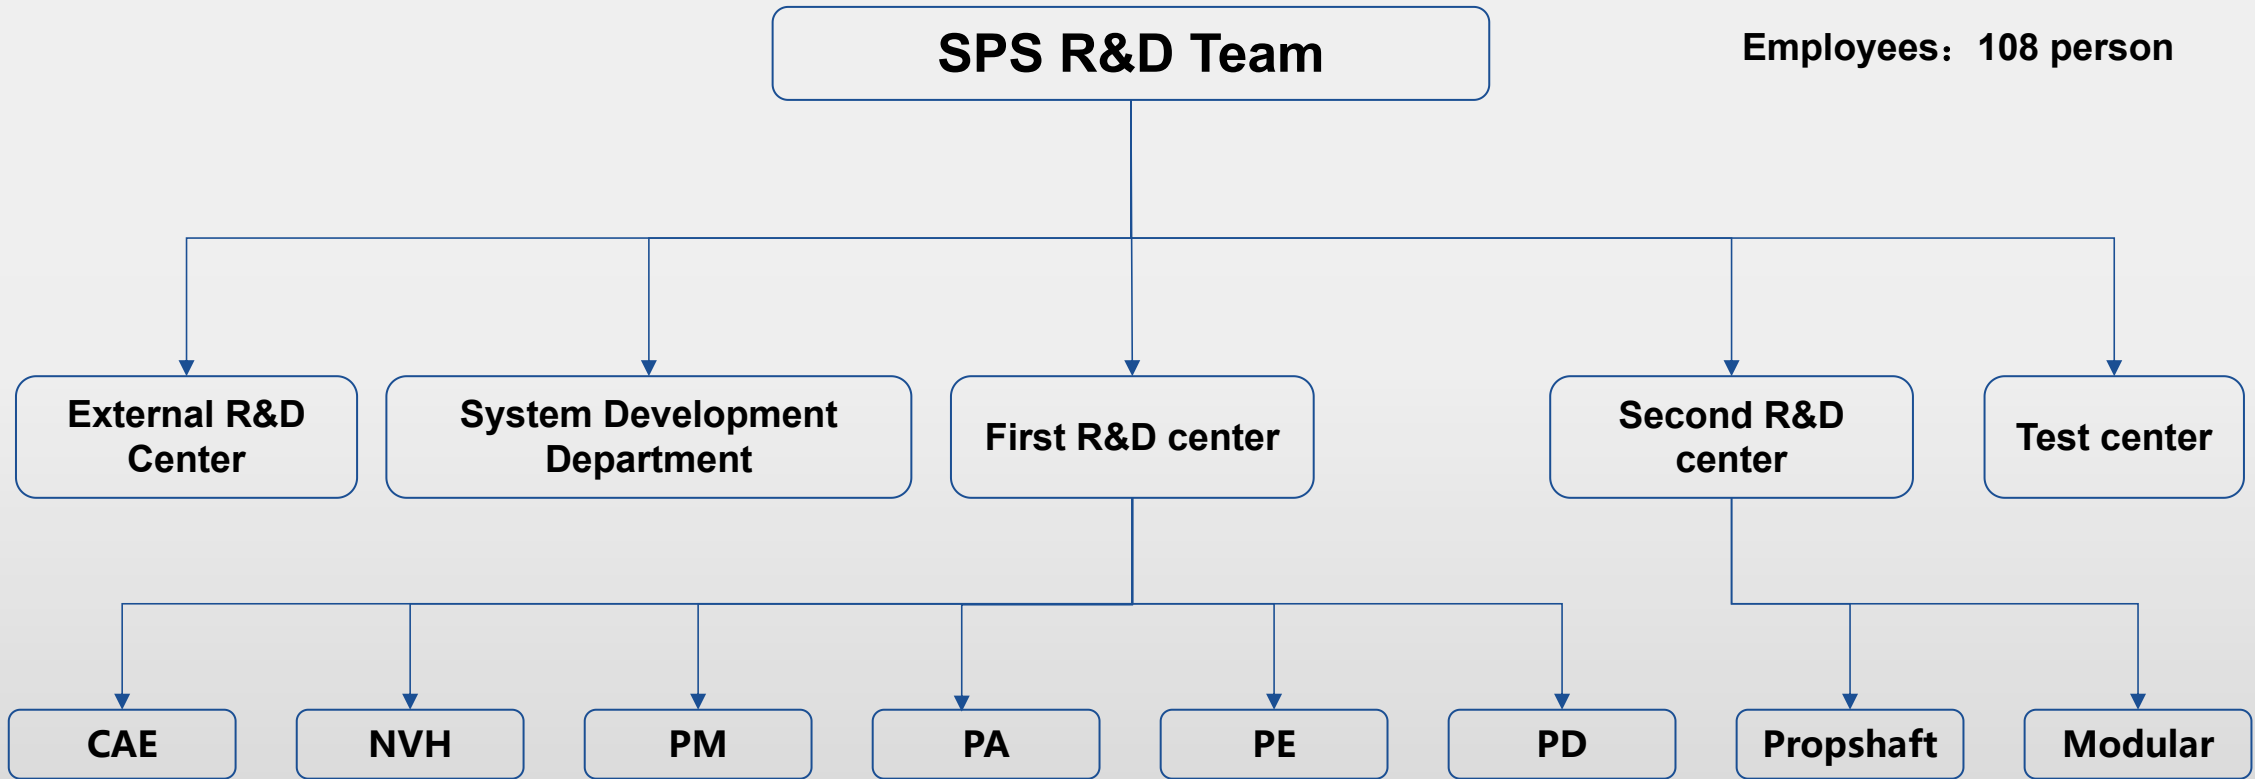 SPS R&D Team
Employees：108 person
External R&D
Center
System Development
Department
First R&D center
Second R&D
center
Test center
CAE
NVH
PM
PA
PE
PD
Propshaft
Modular